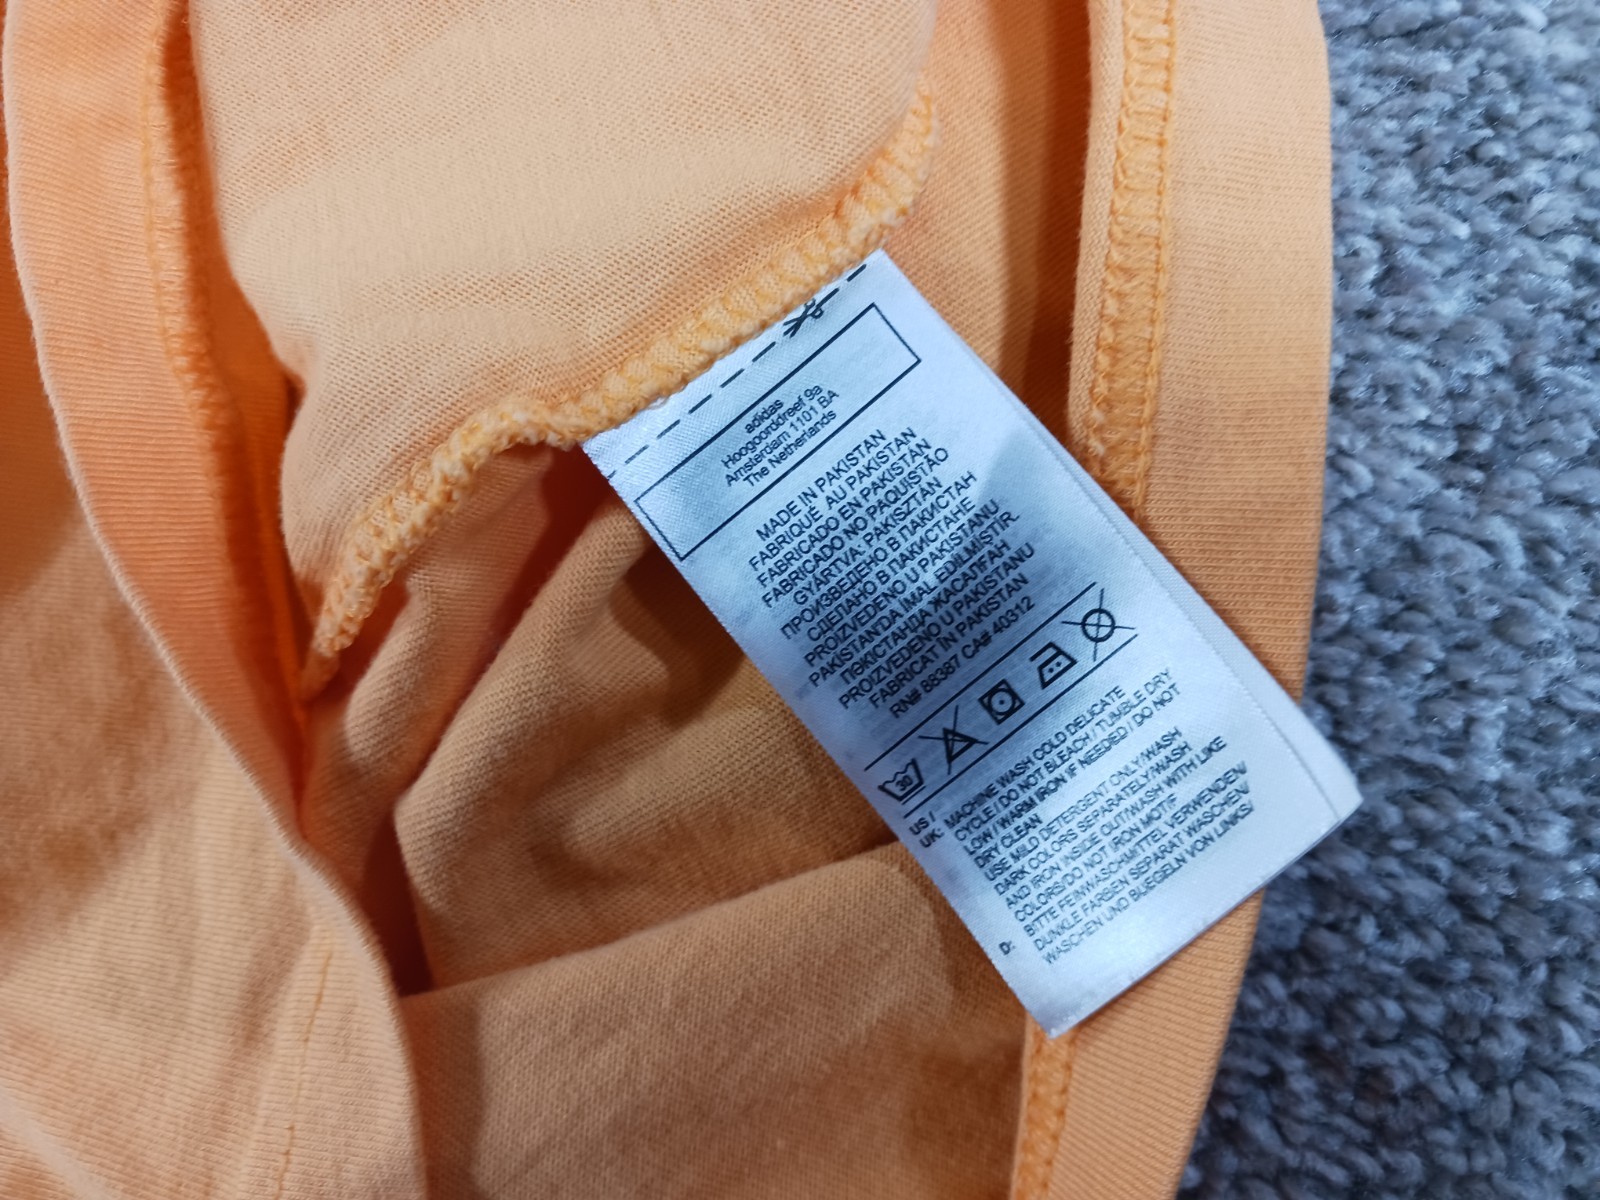 adidas
Hoogoorddreef 9a
Amsterdam 1101 BA
The Netherlands
MADE IN PAKISTAN
FABRIQUÉ AU PAKISTAN
FABRICADO EN PAKISTÁN
FABRICADO NO PAQUISTÃO
GYÁRTVA: PAKISZTÁN
ПРОИЗВЕДЕНО В ПАКИСТАН
СДЕЛАНО В ПАКИСТАНЕ
PROIZVEDENO U PAKISTANU
PAKISTAN'DA İMAL EDİLMİŞTİR.
ПӘКІСТАНДА ЖАСАЛҒАН
PROIZVEDENO U PAKISTANU
FABRICAT ÎN PAKISTAN
RN# 88387 CA# 40312
30
US / UK: MACHINE WASH COLD DELICATE
CYCLE / DO NOT BLEACH / TUMBLE DRY
LOW / WARM IRON IF NEEDED / DO NOT
DRY CLEAN
USE MILD DETERGENT ONLY/WASH
DARK COLORS SEPARATELY/WASH
AND IRON INSIDE OUT/WASH WITH LIKE
COLORS/DO NOT IRON MOTIF
D: BITTE FEINWASCHMITTEL VERWENDEN/
DUNKLE FARBEN SEPARAT WASCHEN/
WASCHEN UND BUEGELN VON LINKS/